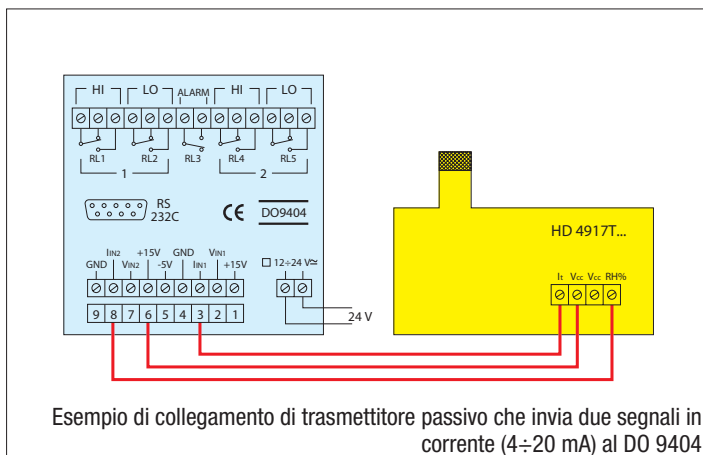 HI LO ALARM HI LO
RL1 RL2 RL3 RL4 RL5
1 2
RS
232C
CE
DO9404
HD 4917T...
IIN2 +15V GND VIN1
GND VIN2 -5V IIN1 +15V
12÷24 V≃
It Vcc Vcc RH%
9 8 7 6 5 4 3 2 1
24 V
Esempio di collegamento di trasmettitore passivo che invia due segnali in
corrente (4÷20 mA) al DO 9404